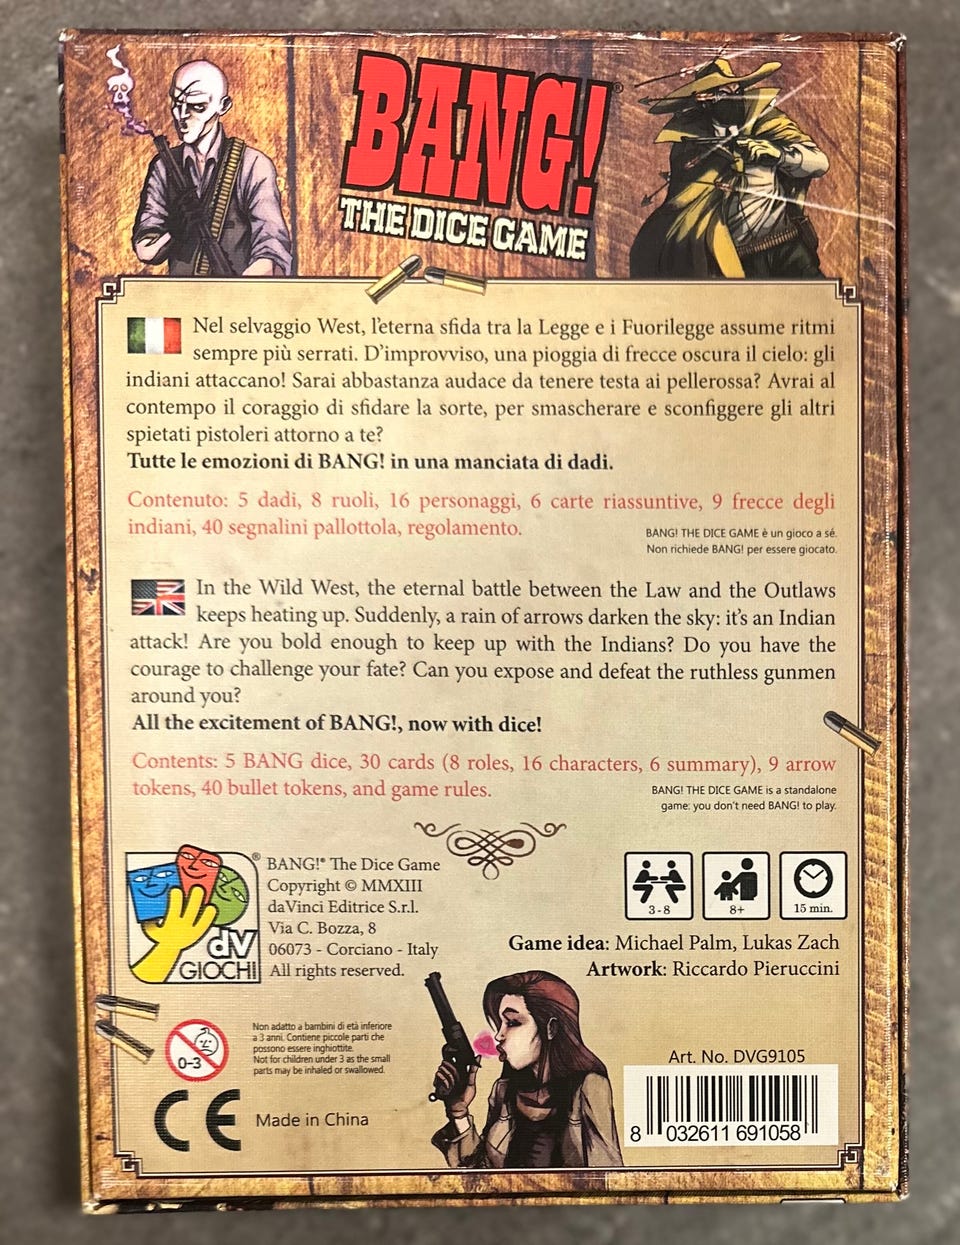 BANG!®
THE DICE GAME
Nel selvaggio West, l'eterna sfida tra la Legge e i Fuorilegge assume ritmi
sempre più serrati. D'improvviso, una pioggia di frecce oscura il cielo: gli
indiani attaccano! Sarai abbastanza audace da tenere testa ai pellerossa? Avrai al
contempo il coraggio di sfidare la sorte, per smascherare e sconfiggere gli altri
spietati pistoleri attorno a te?
Tutte le emozioni di BANG! in una manciata di dadi.
Contenuto: 5 dadi, 8 ruoli, 16 personaggi, 6 carte riassuntive, 9 frecce degli
indiani, 40 segnalini pallottola, regolamento.
BANG! THE DICE GAME è un gioco a sé.
Non richiede BANG! per essere giocato.
In the Wild West, the eternal battle between the Law and the Outlaws
keeps heating up. Suddenly, a rain of arrows darken the sky: it's an Indian
attack! Are you bold enough to keep up with the Indians? Do you have the
courage to challenge your fate? Can you expose and defeat the ruthless gunmen
around you?
All the excitement of BANG!, now with dice!
Contents: 5 BANG dice, 30 cards (8 roles, 16 characters, 6 summary), 9 arrow
tokens, 40 bullet tokens, and game rules.
BANG! THE DICE GAME is a standalone
game: you don't need BANG! to play.
dV
GIOCHI
®
BANG!® The Dice Game
Copyright © MMXIII
daVinci Editrice S.r.l.
Via C. Bozza, 8
06073 - Corciano - Italy
All rights reserved.
3-8
8+
15 min.
Game idea: Michael Palm, Lukas Zach
Artwork: Riccardo Pieruccini
0-3
Non adatto a bambini di età inferiore
a 3 anni. Contiene piccole parti che
possono essere inghiottite.
Not for children under 3 as the small
parts may be inhaled or swallowed.
CE
Made in China
Art. No. DVG9105
8 032611 691058